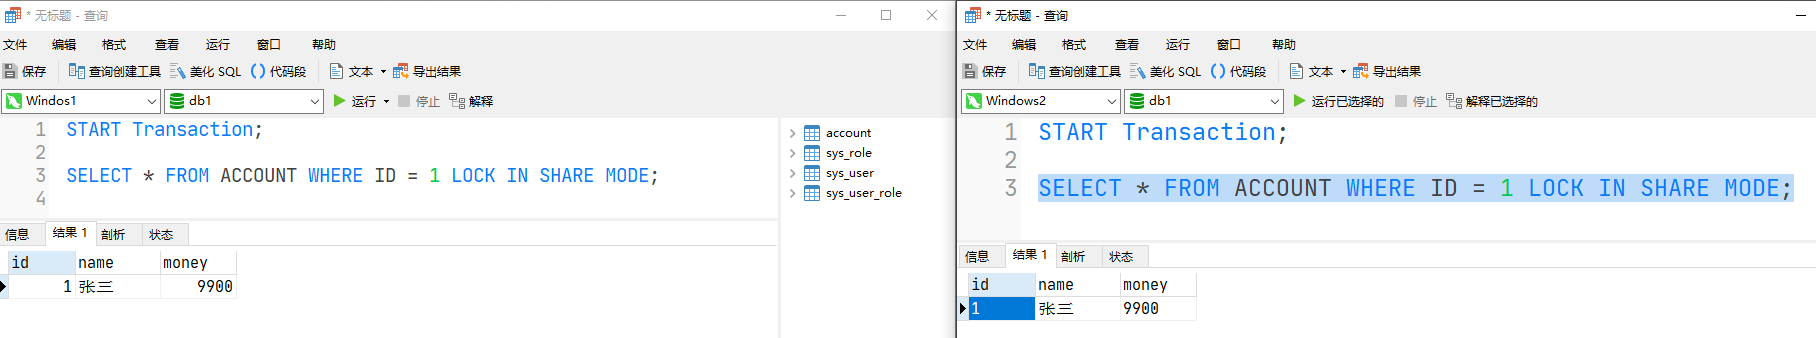 * 无标题 - 查询
文件 编辑 格式 查看 运行 窗口 帮助
保存 查询创建工具 美化 SQL () 代码段 文本 导出结果
Windos1 db1 运行 停止 解释
1 START Transaction;
2
3 SELECT * FROM ACCOUNT WHERE ID = 1 LOCK IN SHARE MODE;
4
account
sys_role
sys_user
sys_user_role
信息 结果 1 剖析 状态
id name money
1 张三 9900
* 无标题 - 查询
文件 编辑 格式 查看 运行 窗口 帮助
保存 查询创建工具 美化 SQL () 代码段 文本 导出结果
Windows2 db1 运行已选择的 停止 解释已选择的
1 START Transaction;
2
3 SELECT * FROM ACCOUNT WHERE ID = 1 LOCK IN SHARE MODE;
信息 结果 1 剖析 状态
id name money
1 张三 9900